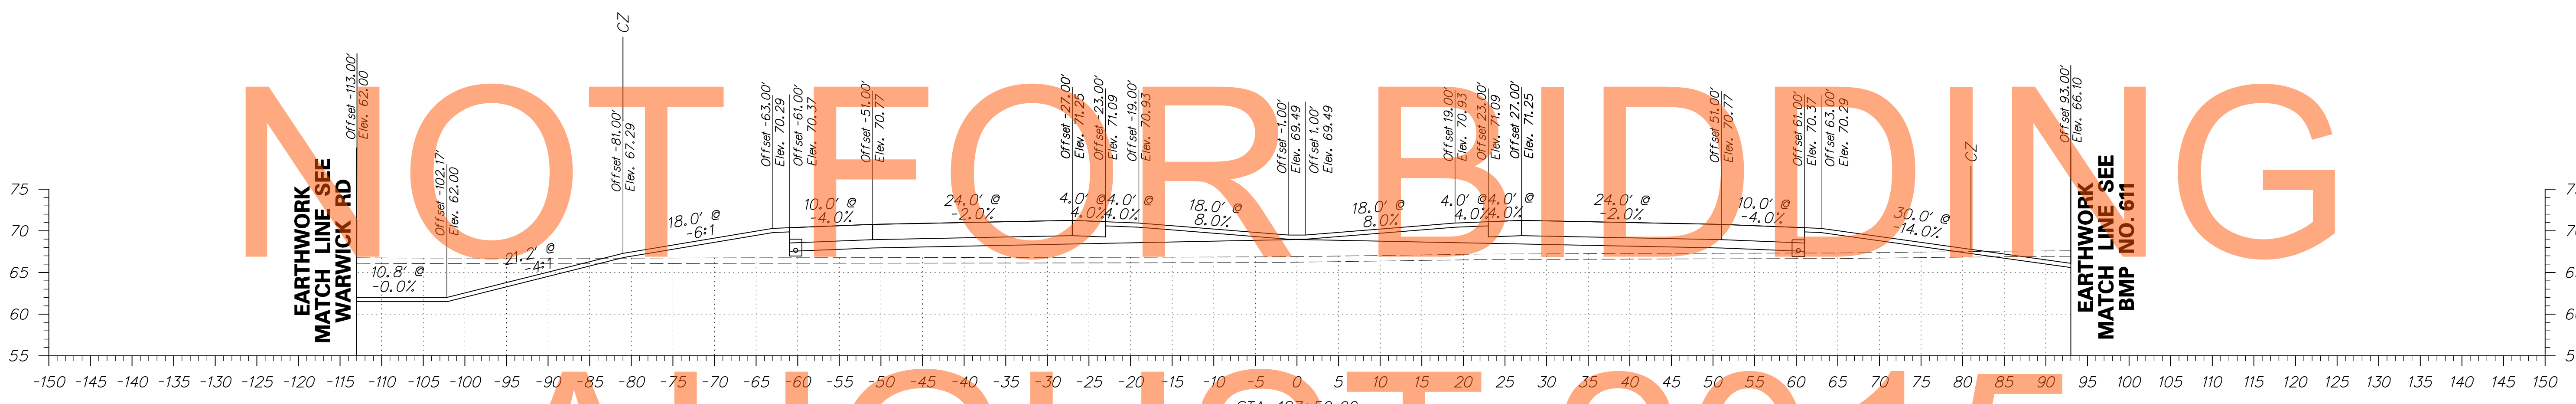 NOT FOR BIDDING
CZ
Offset -113.00'
Elev. 62.00
Offset -102.17'
Elev. 62.00
Offset -81.00'
Elev. 67.29
Offset -63.00'
Elev. 70.29
Offset -61.00'
Elev. 70.37
Offset -51.00'
Elev. 70.77
Offset -27.00'
Elev. 71.25
Offset -23.00'
Elev. 71.09
Offset -19.00'
Elev. 70.93
Offset -1.00'
Elev. 69.49
Offset 1.00'
Elev. 69.49
Offset 19.00'
Elev. 70.93
Offset 23.00'
Elev. 71.09
Offset 27.00'
Elev. 71.25
Offset 51.00'
Elev. 70.77
Offset 61.00'
Elev. 70.37
Offset 63.00'
Elev. 70.29
CZ
Offset 93.00'
Elev. 66.10
EARTHWORK
MATCH LINE SEE
WARWICK RD
10.8' @
-0.0%
21.2' @
-4:1
18.0' @
-6:1
10.0' @
-4.0%
24.0' @
-2.0%
4.0' @
4.0%
4.0' @
4.0%
18.0' @
8.0%
18.0' @
8.0%
4.0' @
4.0%
4.0' @
4.0%
24.0' @
-2.0%
10.0' @
-4.0%
30.0' @
-14.0%
EARTHWORK
MATCH LINE SEE
BMP NO. 611
75
70
65
60
55
-150 -145 -140 -135 -130 -125 -120 -115 -110 -105 -100 -95 -90 -85 -80 -75 -70 -65 -60 -55 -50 -45 -40 -35 -30 -25 -20 -15 -10 -5 0 5 10 15 20 25 30 35 40 45 50 55 60 65 70 75 80 85 90 95 100 105 110 115 120 125 130 135 140 145 150